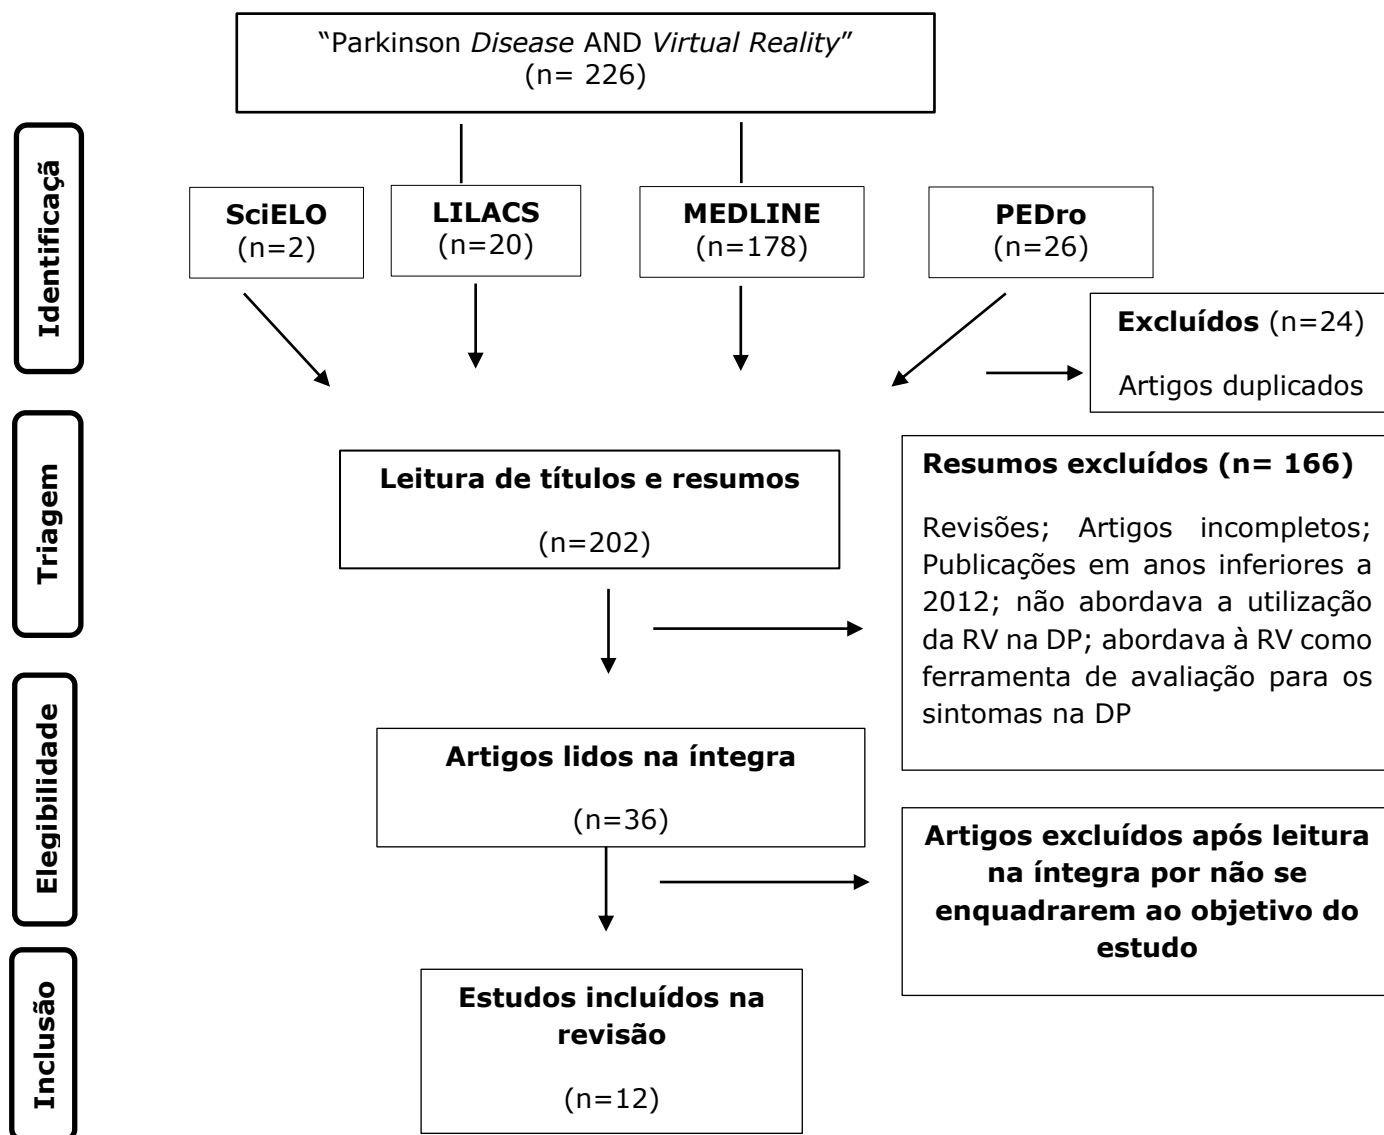 “Parkinson Disease AND Virtual Reality”
(n= 226)
Identificaçã
SciELO
(n=2)
LILACS
(n=20)
MEDLINE
(n=178)
PEDro
(n=26)
Excluídos (n=24)
Artigos duplicados
Triagem
Leitura de títulos e resumos
(n=202)
Resumos excluídos (n= 166)
Revisões; Artigos incompletos;
Publicações em anos inferiores a
2012; não abordava a utilização
da RV na DP; abordava à RV como
ferramenta de avaliação para os
sintomas na DP
Elegibilidade
Artigos lidos na íntegra
(n=36)
Artigos excluídos após leitura
na íntegra por não se
enquadrarem ao objetivo do
estudo
Inclusão
Estudos incluídos na
revisão
(n=12)